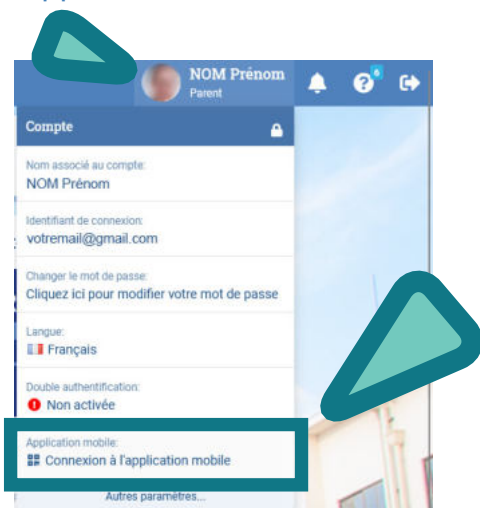 NOM Prénom
Parent
6
Compte
Nom associé au compte:
NOM Prénom
Identifiant de connexion:
votremail@gmail.com
Changer le mot de passe:
Cliquez ici pour modifier votre mot de passe
Langue:
Français
Double authentification:
Non activée
Application mobile:
Connexion à l'application mobile
Autres paramètres...